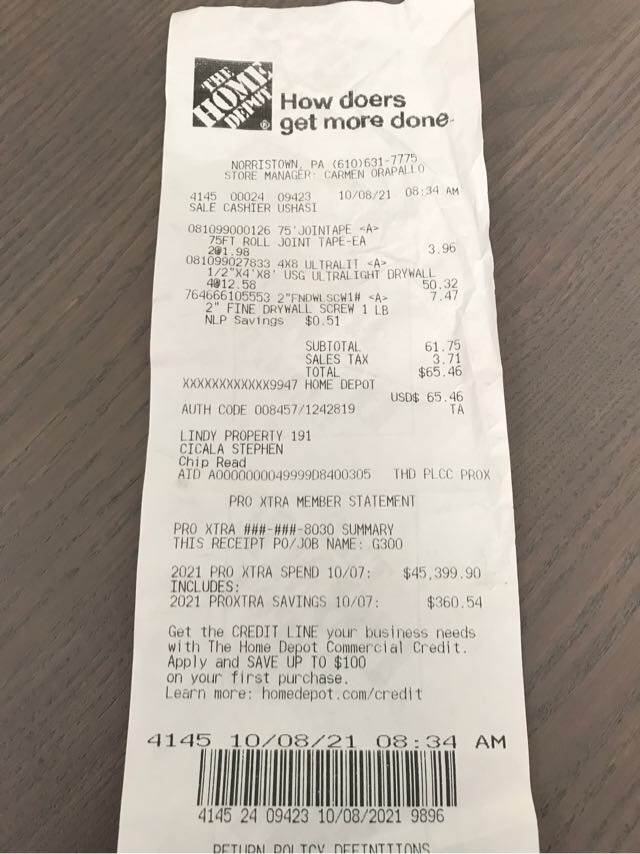 THE
HOME
DEPOT
®
How doers
get more done.
NORRISTOWN, PA (610)631-7775
STORE MANAGER: CARMEN ORAPALLO
4145 00024 09423 10/08/21 08:34 AM
SALE CASHIER USHASI
081099000126 75'JOINTAPE <A>
75FT ROLL JOINT TAPE-EA
2@1.98 3.96
081099027833 4X8 ULTRALIT <A>
1/2"X4'X8' USG ULTRALIGHT DRYWALL
4@12.58 50.32
764666105553 2"FNDWLSCW1# <A> 7.47
2" FINE DRYWALL SCREW 1 LB
NLP Savings $0.51
SUBTOTAL 61.75
SALES TAX 3.71
TOTAL $65.46
XXXXXXXXXXXX9947 HOME DEPOT
USD$ 65.46
AUTH CODE 008457/1242819 TA
LINDY PROPERTY 191
CICALA STEPHEN
Chip Read
AID A0000000049999D8400305 THD PLCC PROX
PRO XTRA MEMBER STATEMENT
PRO XTRA ###-###-8030 SUMMARY
THIS RECEIPT PO/JOB NAME: G300
2021 PRO XTRA SPEND 10/07: $45,399.90
INCLUDES:
2021 PROXTRA SAVINGS 10/07: $360.54
Get the CREDIT LINE your business needs
with The Home Depot Commercial Credit.
Apply and SAVE UP TO $100
on your first purchase.
Learn more: homedepot.com/credit
4145 10/08/21 08:34 AM
4145 24 09423 10/08/2021 9896
RETURN POLICY DEFINITIONS